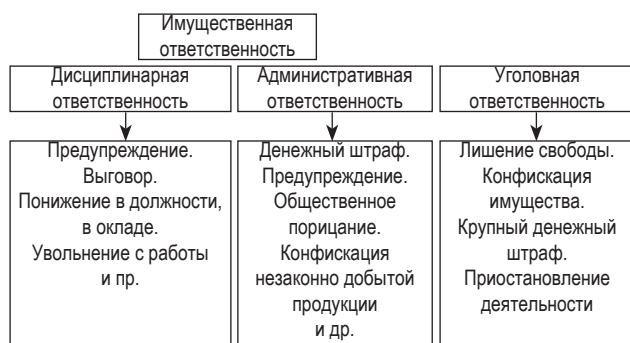 Имущественная
ответственность
Дисциплинарная
ответственность
Административная
ответственность
Уголовная
ответственность
Предупреждение.
Выговор.
Понижение в должности,
в окладе.
Увольнение с работы
и пр.
Денежный штраф.
Предупреждение.
Общественное
порицание.
Конфискация
незаконно добытой
продукции
и др.
Лишение свободы.
Конфискация
имущества.
Крупный денежный
штраф.
Приостановление
деятельности